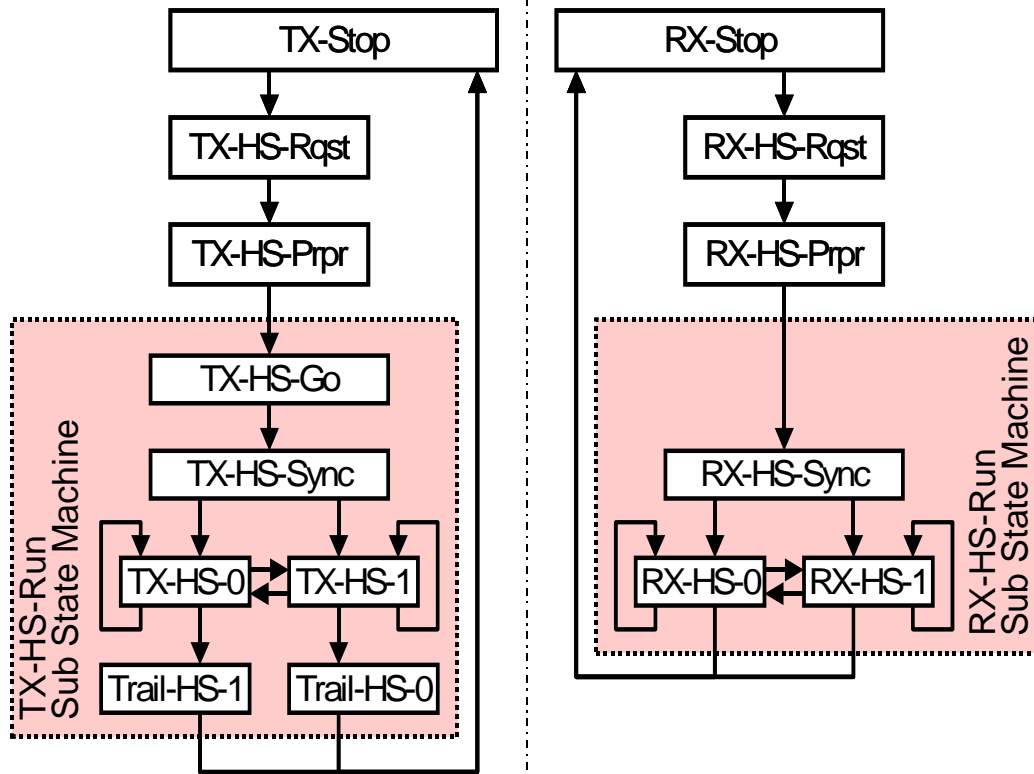 TX-Stop
TX-HS-Rqst
TX-HS-Prpr
TX-HS-Go
TX-HS-Sync
TX-HS-0
TX-HS-1
Trail-HS-1
Trail-HS-0
TX-HS-Run
Sub State Machine
RX-Stop
RX-HS-Rqst
RX-HS-Prpr
RX-HS-Sync
RX-HS-0
RX-HS-1
RX-HS-Run
Sub State Machine